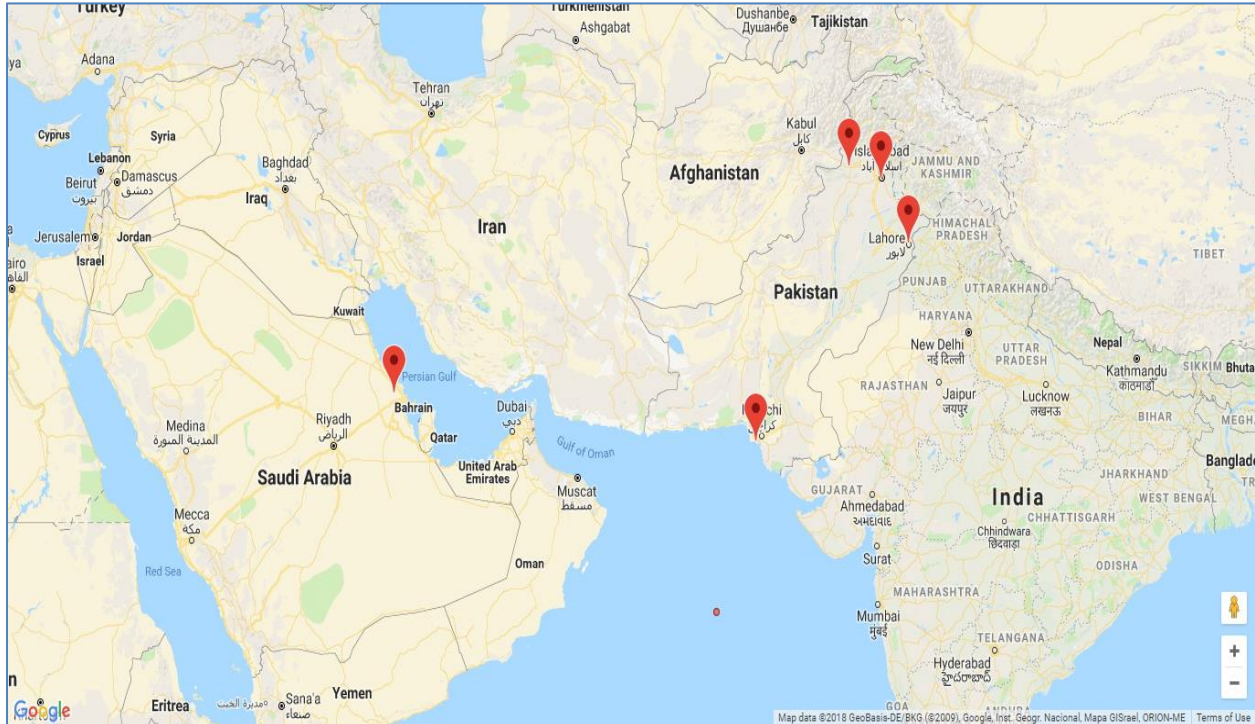 Turkey
Turkmenistan
Dushanbe
Душанбе
Tajikistan
Ashgabat
Adana
Tehran
تهران
Cyprus
Syria
Lebanon
Beirut
بيروت
Damascus
دمشق
Baghdad
بغداد
Iraq
Kabul
کابل
Afghanistan
JAMMU AND
KASHMIR
Jerusalem
Jordan
Israel
Iran
Lahore
لاہور
HIMACHAL
PRADESH
TIBET
Pakistan
PUNJAB
UTTARAKHAND
Kuwait
HARYANA
New Delhi
नई दिल्ली
UTTAR
PRADESH
Nepal
Kathmandu
काठमाडौं
SIKKIM
Persian Gulf
Bahrain
Dubai
دبي
Qatar
RAJASTHAN
Jaipur
जयपुर
Lucknow
लखनऊ
BIHAR
Medina
المدينة المنورة
Riyadh
الرياض
Gulf of Oman
United Arab
Emirates
Saudi Arabia
Muscat
مسقط
GUJARAT
Ahmedabad
અમદાવાદ
India
JHARKHAND
WEST BENGAL
Mecca
مكة
CHHATTISGARH
Chhindwara
छिंदवाड़ा
Surat
ODISHA
Oman
Red Sea
MAHARASHTRA
Mumbai
मुंबई
TELANGANA
Hyderabad
హైదరాబాద్
Sana'a
صنعاء
Yemen
Eritrea
GOA
Google
Map data ©2018 GeoBasis-DE/BKG (©2009), Google, Inst. Geogr. Nacional, Mapa GISrael, ORION-ME
Terms of Use